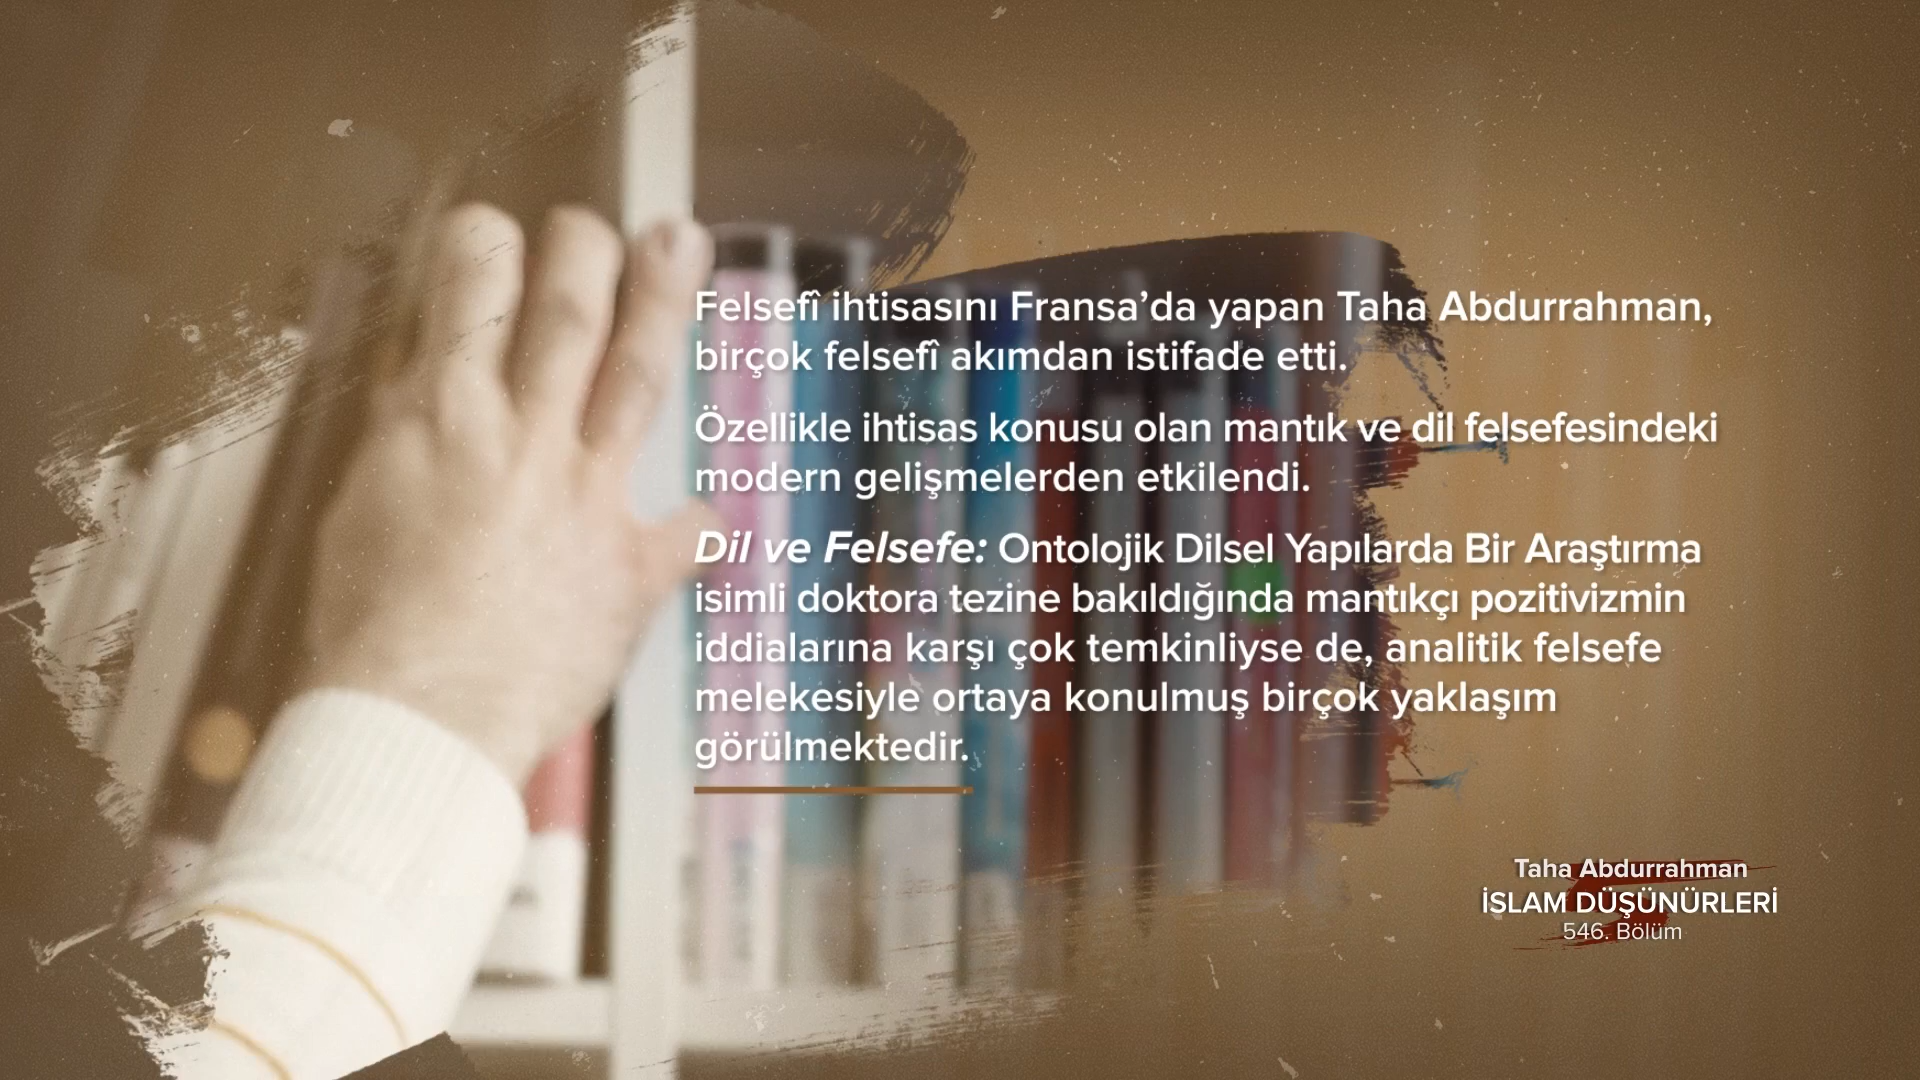 Felsefî ihtisasını Fransa’da yapan Taha Abdurrahman,
birçok felsefî akımdan istifade etti.
Özellikle ihtisas konusu olan mantık ve dil felsefesindeki
modern gelişmelerden etkilendi.
Dil ve Felsefe: Ontolojik Dilsel Yapılarda Bir Araştırma
isimli doktora tezine bakıldığında mantıkçı pozitivizmin
iddialarına karşı çok temkinliyse de, analitik felsefe
melekesiyle ortaya konulmuş birçok yaklaşım
görülmektedir.
Taha Abdurrahman
İSLAM DÜŞÜNÜRLERİ
546. Bölüm